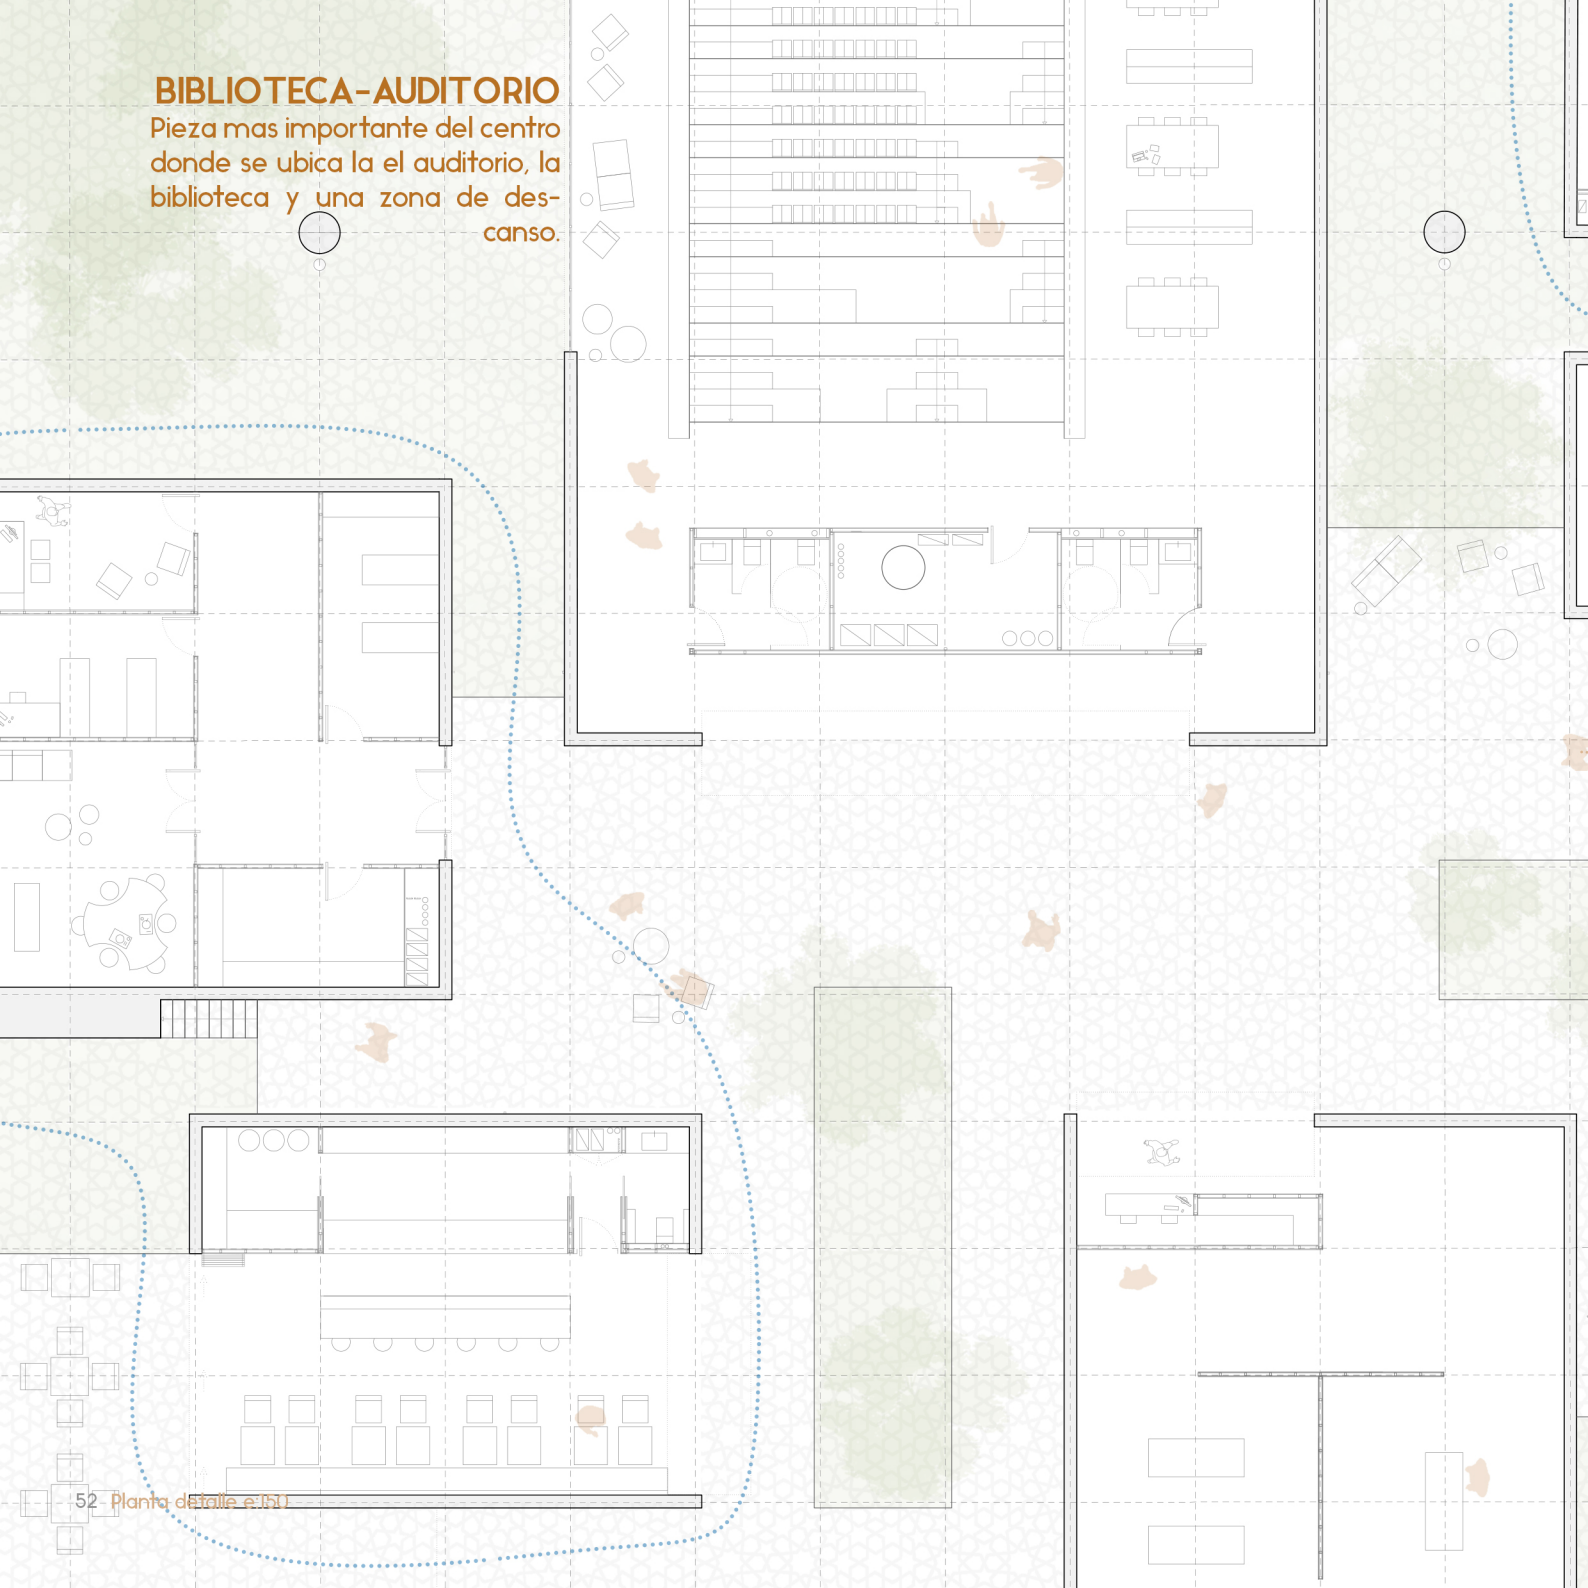 BIBLIOTECA-AUDITORIO
Pieza mas importante del centro
donde se ubica la el auditorio, la
biblioteca y una zona de des-
canso.
52 Planta detalle e:150